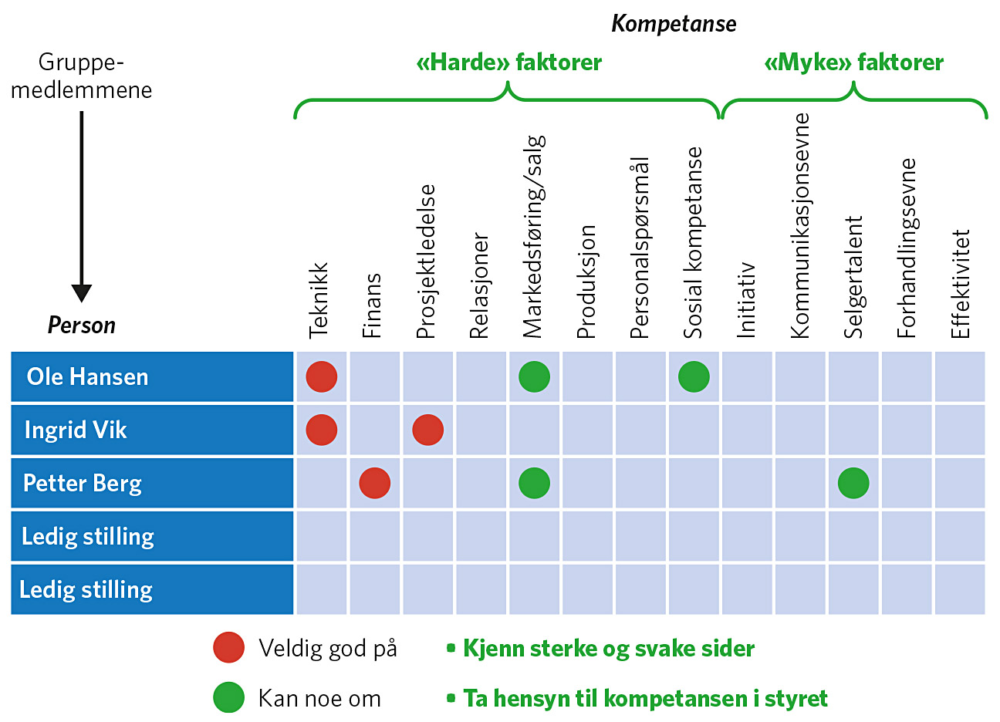 Kompetanse
«Harde» faktorer
«Myke» faktorer
Gruppe-
medlemmene
Person
Teknikk
Finans
Prosjektledelse
Relasjoner
Markedsføring/salg
Produksjon
Personalspørsmål
Sosial kompetanse
Initiativ
Kommunikasjonsevne
Selgertalent
Forhandlingsevne
Effektivitet
Ole Hansen
Ingrid Vik
Petter Berg
Ledig stilling
Ledig stilling
Veldig god på
Kan noe om
▪ Kjenn sterke og svake sider
▪ Ta hensyn til kompetansen i styret